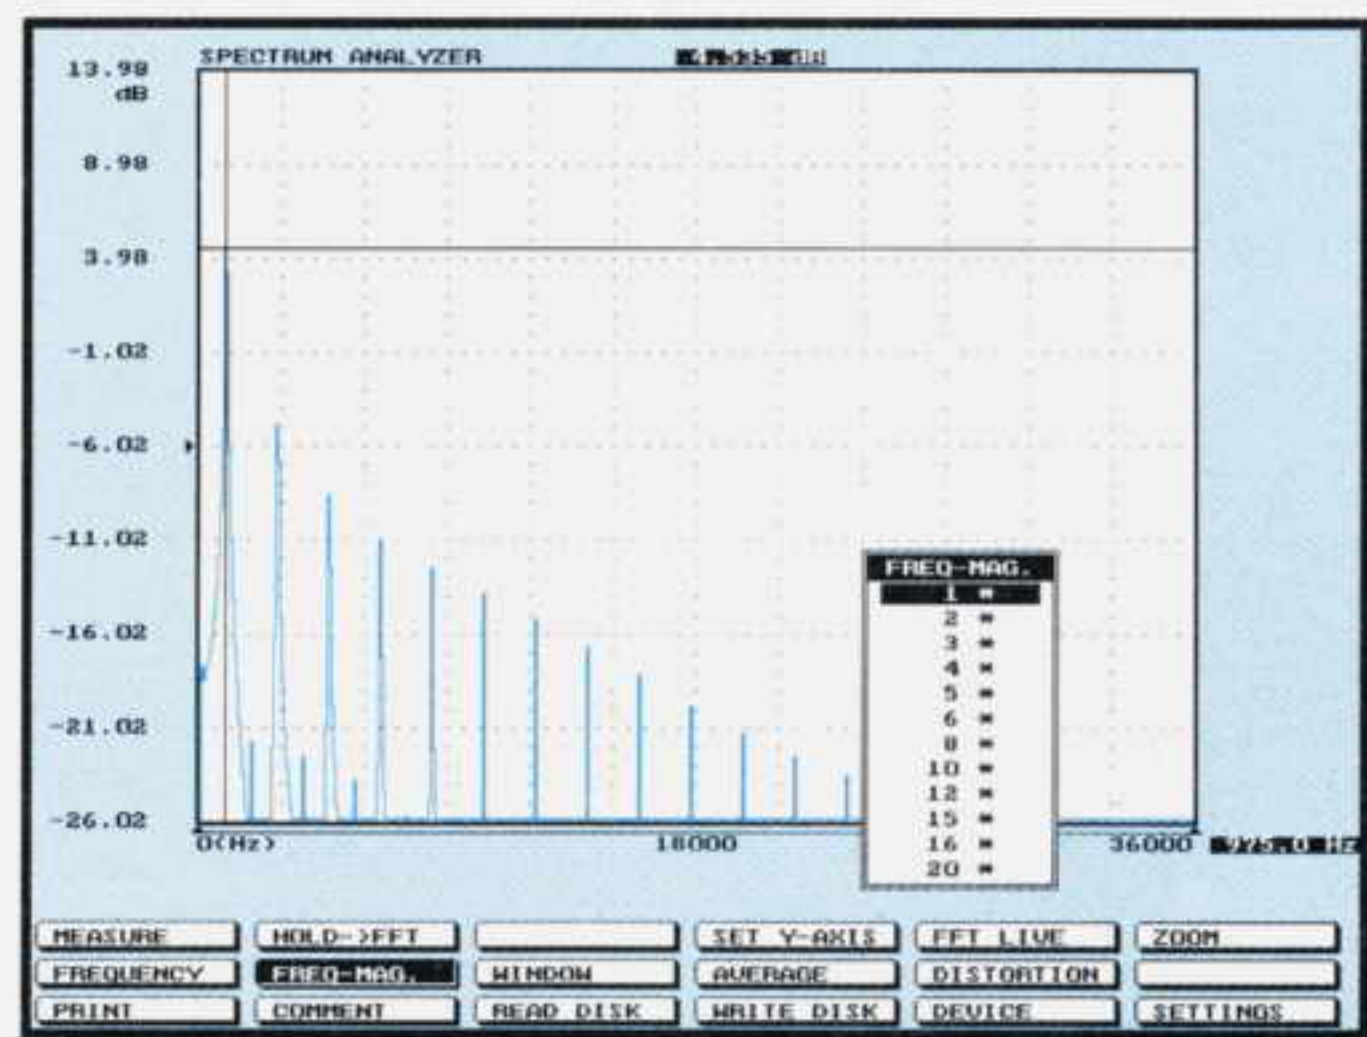 SPECTRUM ANALYZER
13.98
dB
8.98
3.98
-1.02
-6.02
-11.02
-16.02
-21.02
-26.02
0(Hz)
18000
36000
FREQ-MAG.
1 *
2 *
3 *
4 *
5 *
6 *
8 *
10 *
12 *
15 *
16 *
20 *
MEASURE
HOLD->FFT
SET Y-AXIS
FFT LIVE
ZOOM
FREQUENCY
FREQ-MAG.
WINDOW
AVERAGE
DISTORTION
PRINT
COMMENT
READ DISK
WRITE DISK
DEVICE
SETTINGS